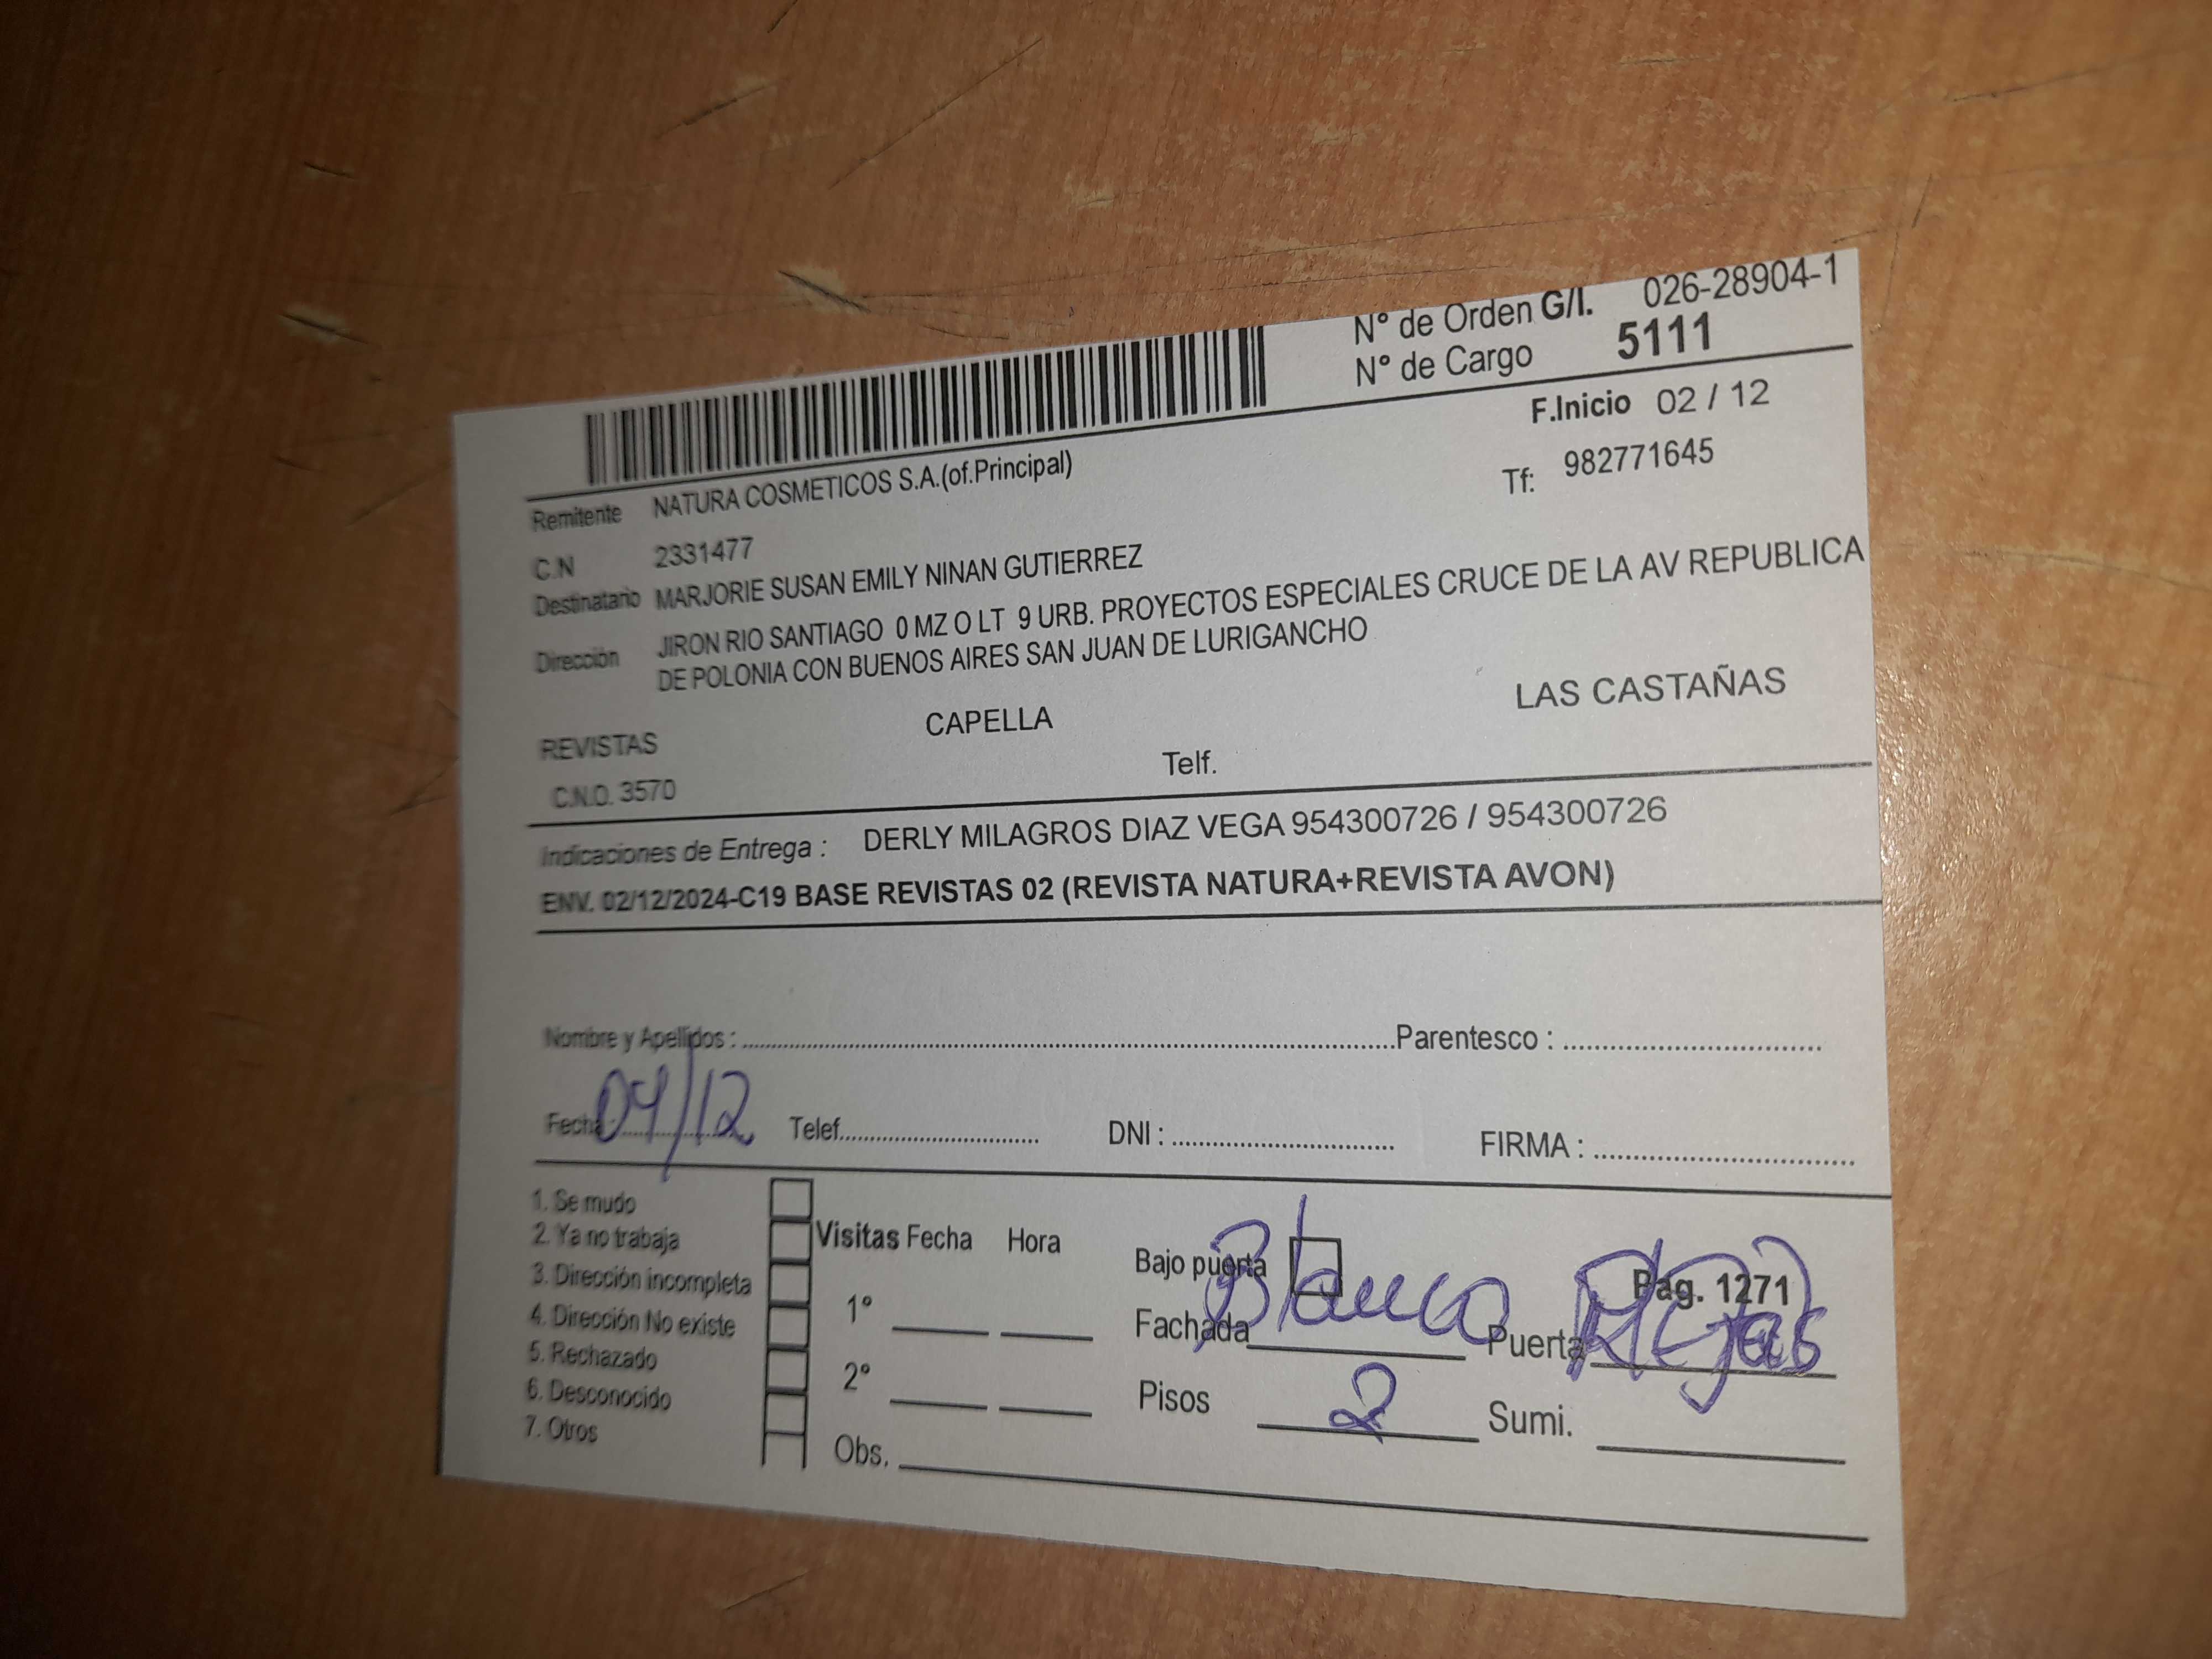 N° de Orden G/I. 026-28904-1
N° de Cargo 5111
F.Inicio 02 / 12
Remitente NATURA COSMETICOS S.A.(of.Principal)
Tf: 982771645
C.N 2331477
Destinatario MARJORIE SUSAN EMILY NINAN GUTIERREZ
Dirección JIRON RIO SANTIAGO 0 MZ O LT 9 URB. PROYECTOS ESPECIALES CRUCE DE LA AV REPUBLICA
DE POLONIA CON BUENOS AIRES SAN JUAN DE LURIGANCHO
REVISTAS CAPELLA LAS CASTAÑAS
C.N.O. 3570 Telf.
Indicaciones de Entrega : DERLY MILAGROS DIAZ VEGA 954300726 / 954300726
ENV. 02/12/2024-C19 BASE REVISTAS 02 (REVISTA NATURA+REVISTA AVON)
Nombre y Apellidos : Parentesco :
Fecha 04/12 Telef. DNI : FIRMA :
1. Se mudo
2. Ya no trabaja
3. Dirección incompleta
4. Dirección No existe
5. Rechazado
6. Desconocido
7. Otros
Visitas Fecha Hora
1°
2°
Obs.
Bajo puerta Pag. 1271
Fachada Blanco Puerta Rejas
Pisos 2 Sumi.